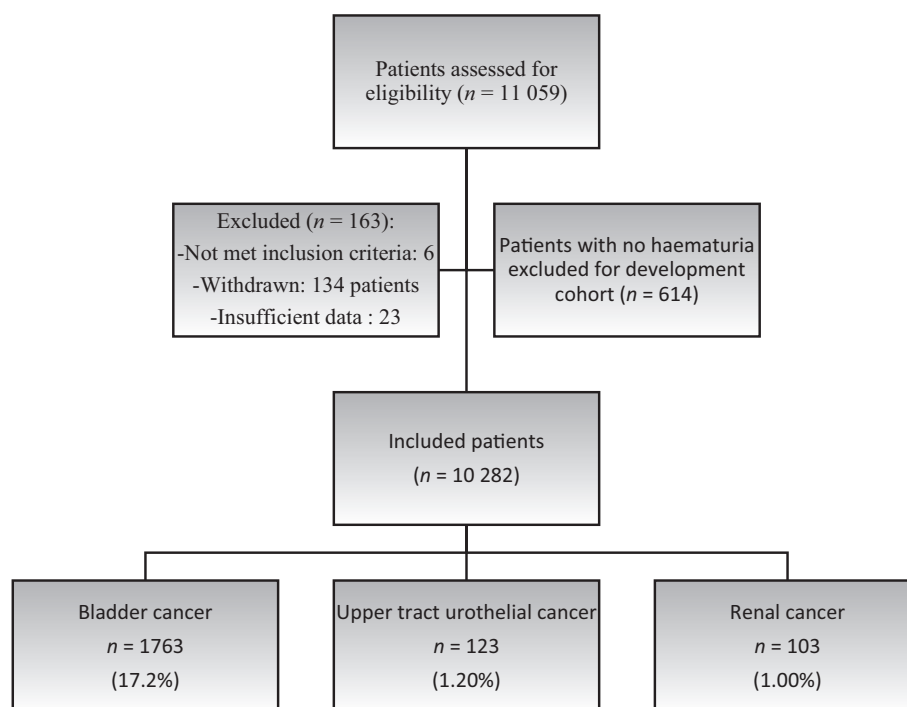 Patients assessed for
eligibility (n = 11 059)
Excluded (n = 163):
-Not met inclusion criteria: 6
-Withdrawn: 134 patients
-Insufficient data : 23
Patients with no haematuria
excluded for development
cohort (n = 614)
Included patients
(n = 10 282)
Bladder cancer
n = 1763
(17.2%)
Upper tract urothelial cancer
n = 123
(1.20%)
Renal cancer
n = 103
(1.00%)